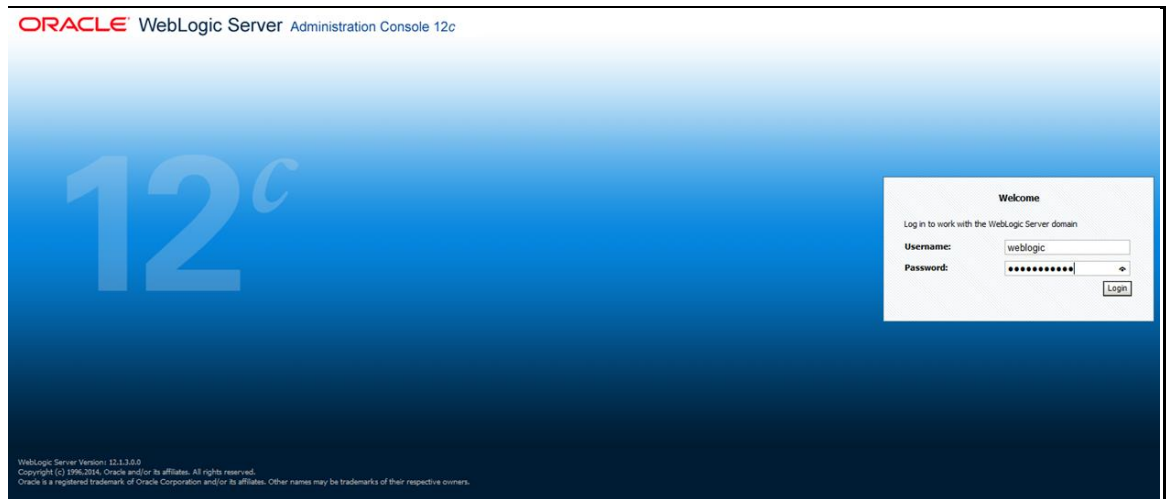 ORACLE WebLogic Server Administration Console 12c
12c
Welcome
Log in to work with the WebLogic Server domain
Username: weblogic
Password: •••••••••••
Login
WebLogic Server Version: 12.1.3.0.0
Copyright (c) 1996,2014, Oracle and/or its affiliates. All rights reserved.
Oracle is a registered trademark of Oracle Corporation and/or its affiliates. Other names may be trademarks of their respective owners.